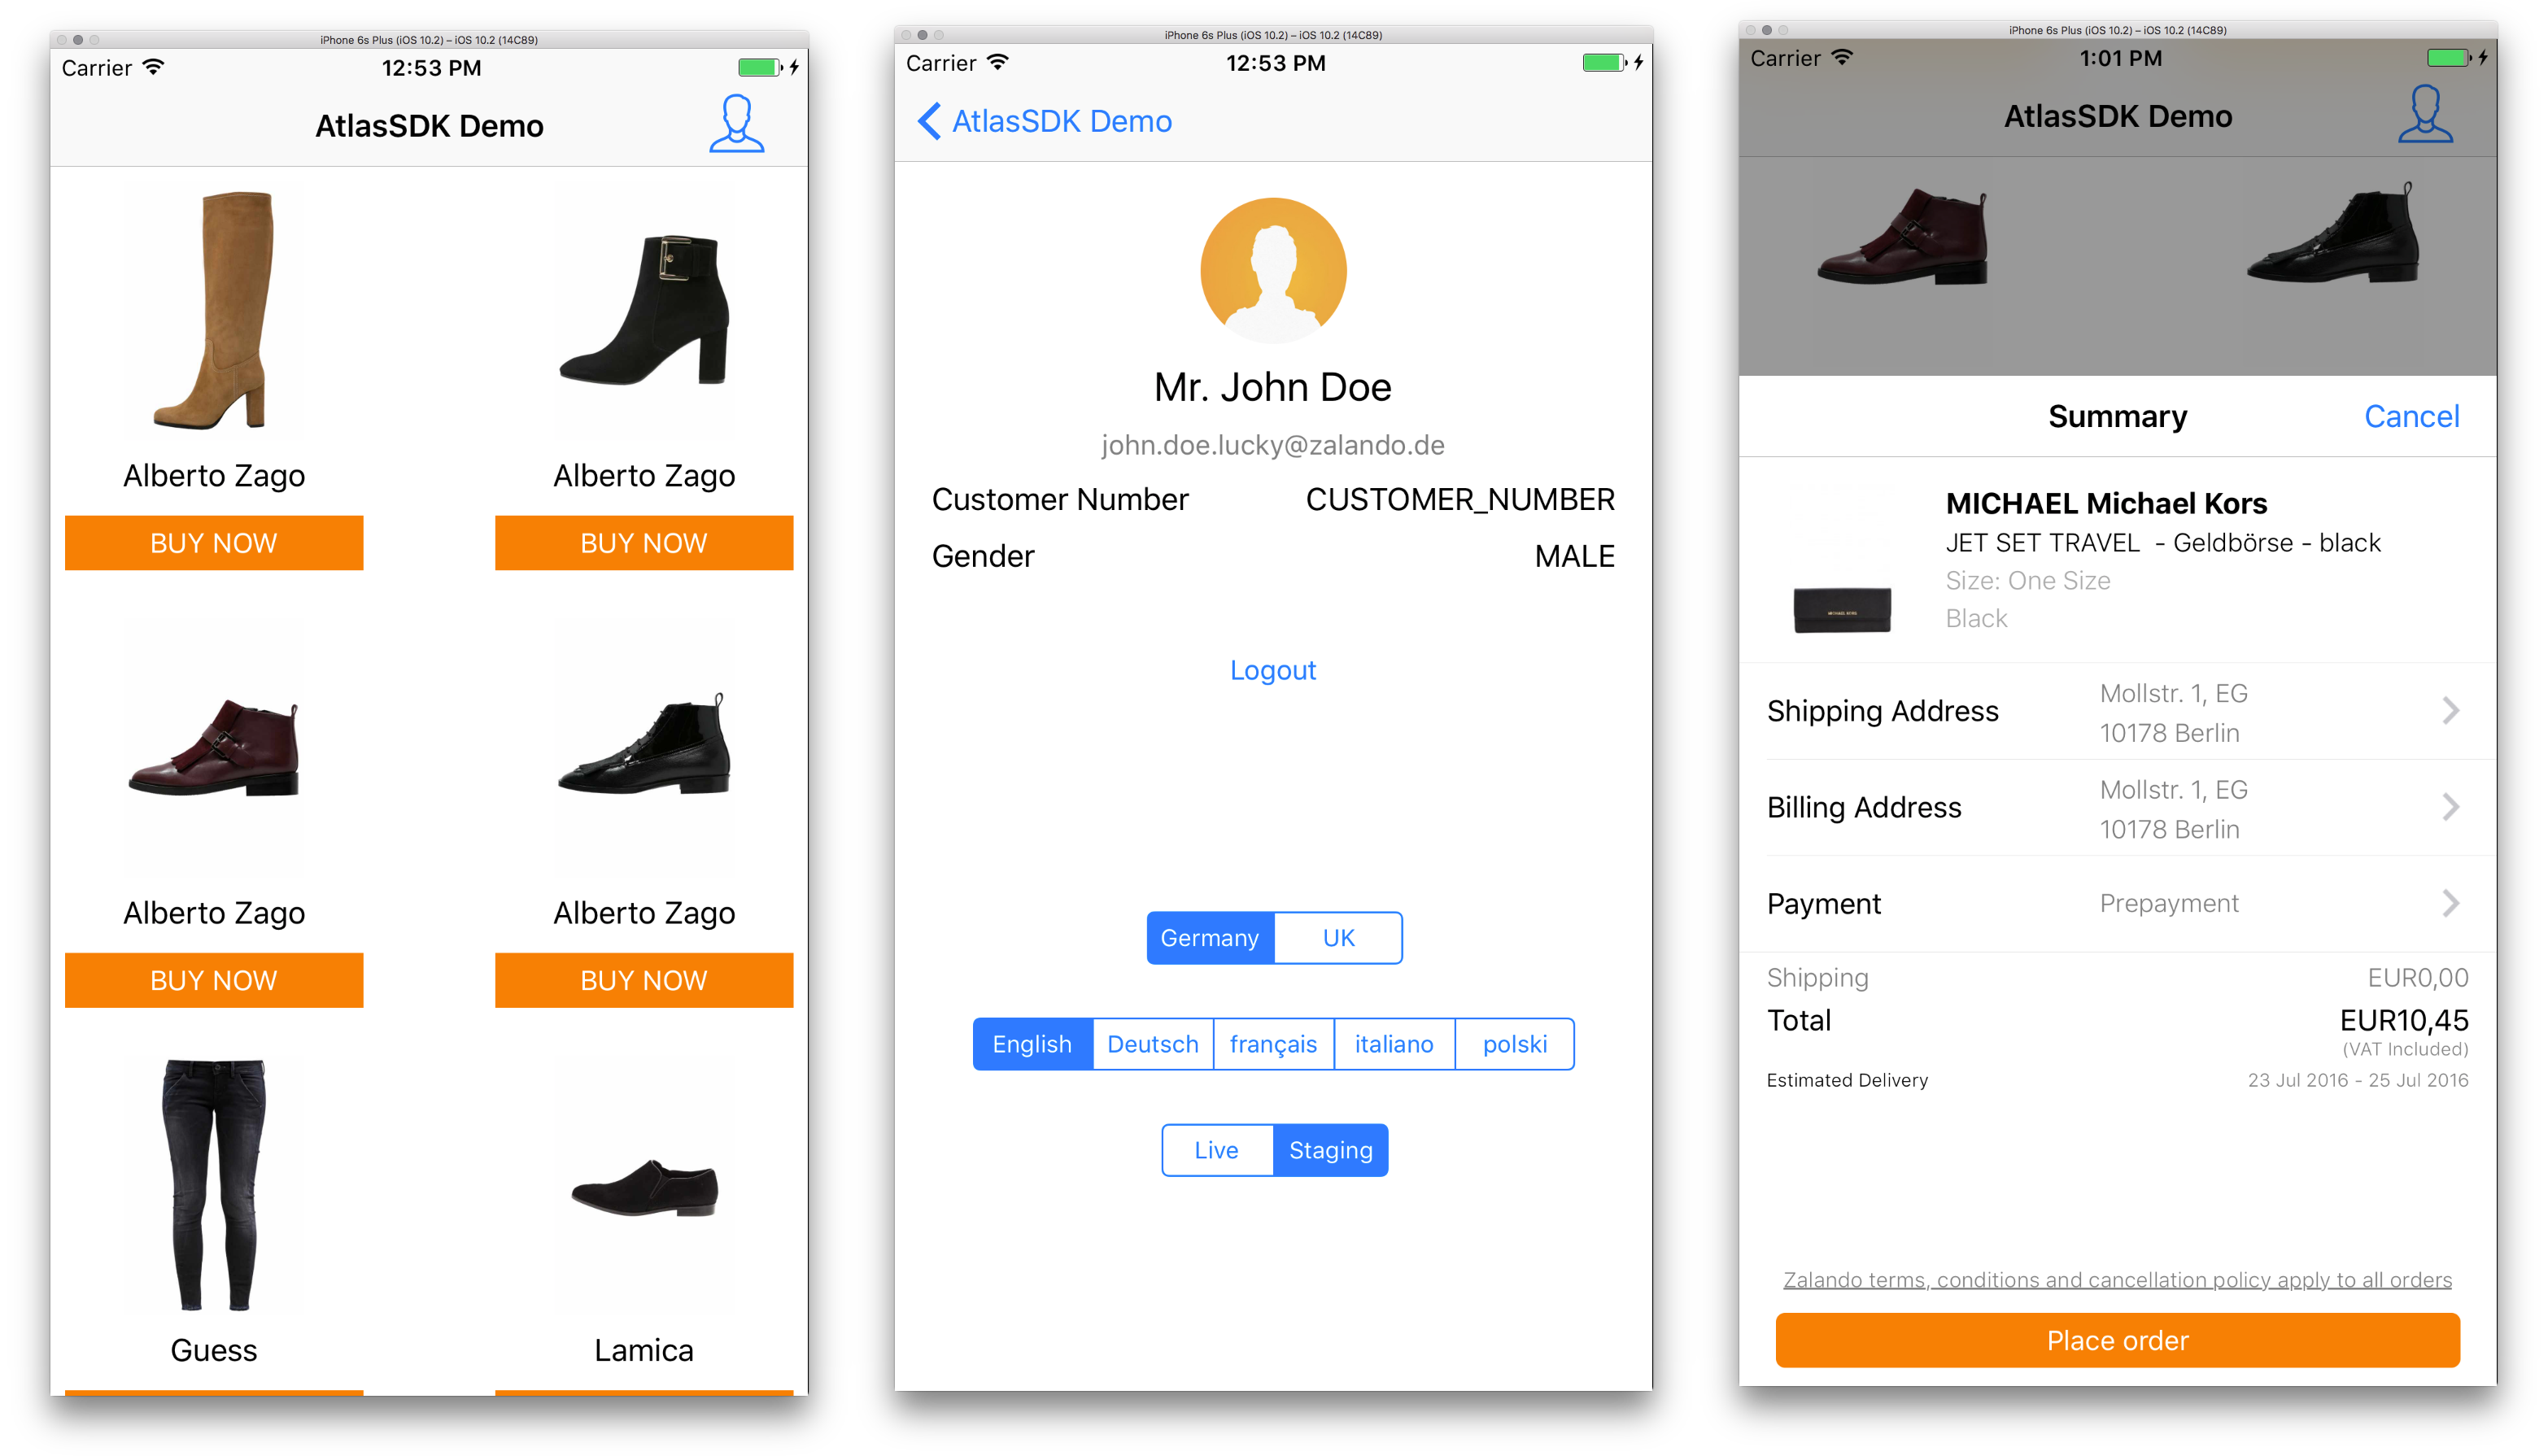 iPhone 6s Plus (iOS 10.2) – iOS 10.2 (14C89)
Carrier 12:53 PM
AtlasSDK Demo
Alberto Zago Alberto Zago
BUY NOW BUY NOW
Alberto Zago Alberto Zago
BUY NOW BUY NOW
Guess Lamica
iPhone 6s Plus (iOS 10.2) – iOS 10.2 (14C89)
Carrier 12:53 PM
AtlasSDK Demo
Mr. John Doe
john.doe.lucky@zalando.de
Customer Number CUSTOMER_NUMBER
Gender MALE
Logout
Germany UK
English Deutsch français italiano polski
Live Staging
iPhone 6s Plus (iOS 10.2) – iOS 10.2 (14C89)
Carrier 1:01 PM
AtlasSDK Demo
Summary Cancel
MICHAEL Michael Kors
JET SET TRAVEL - Geldbörse - black
Size: One Size
Black
MICHAEL KORS
Shipping Address Mollstr. 1, EG
10178 Berlin
Billing Address Mollstr. 1, EG
10178 Berlin
Payment Prepayment
Shipping EUR0,00
Total EUR10,45
(VAT Included)
Estimated Delivery 23 Jul 2016 - 25 Jul 2016
Zalando terms, conditions and cancellation policy apply to all orders
Place order